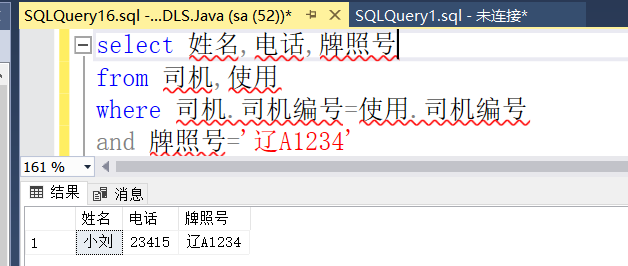 SQLQuery16.sql -...DLS.Java (sa (52))* SQLQuery1.sql - 未连接*
select 姓名,电话,牌照号
from 司机,使用
where 司机.司机编号=使用.司机编号
and 牌照号='辽A1234'
161 %
结果 消息
姓名 电话 牌照号
1 小刘 23415 辽A1234